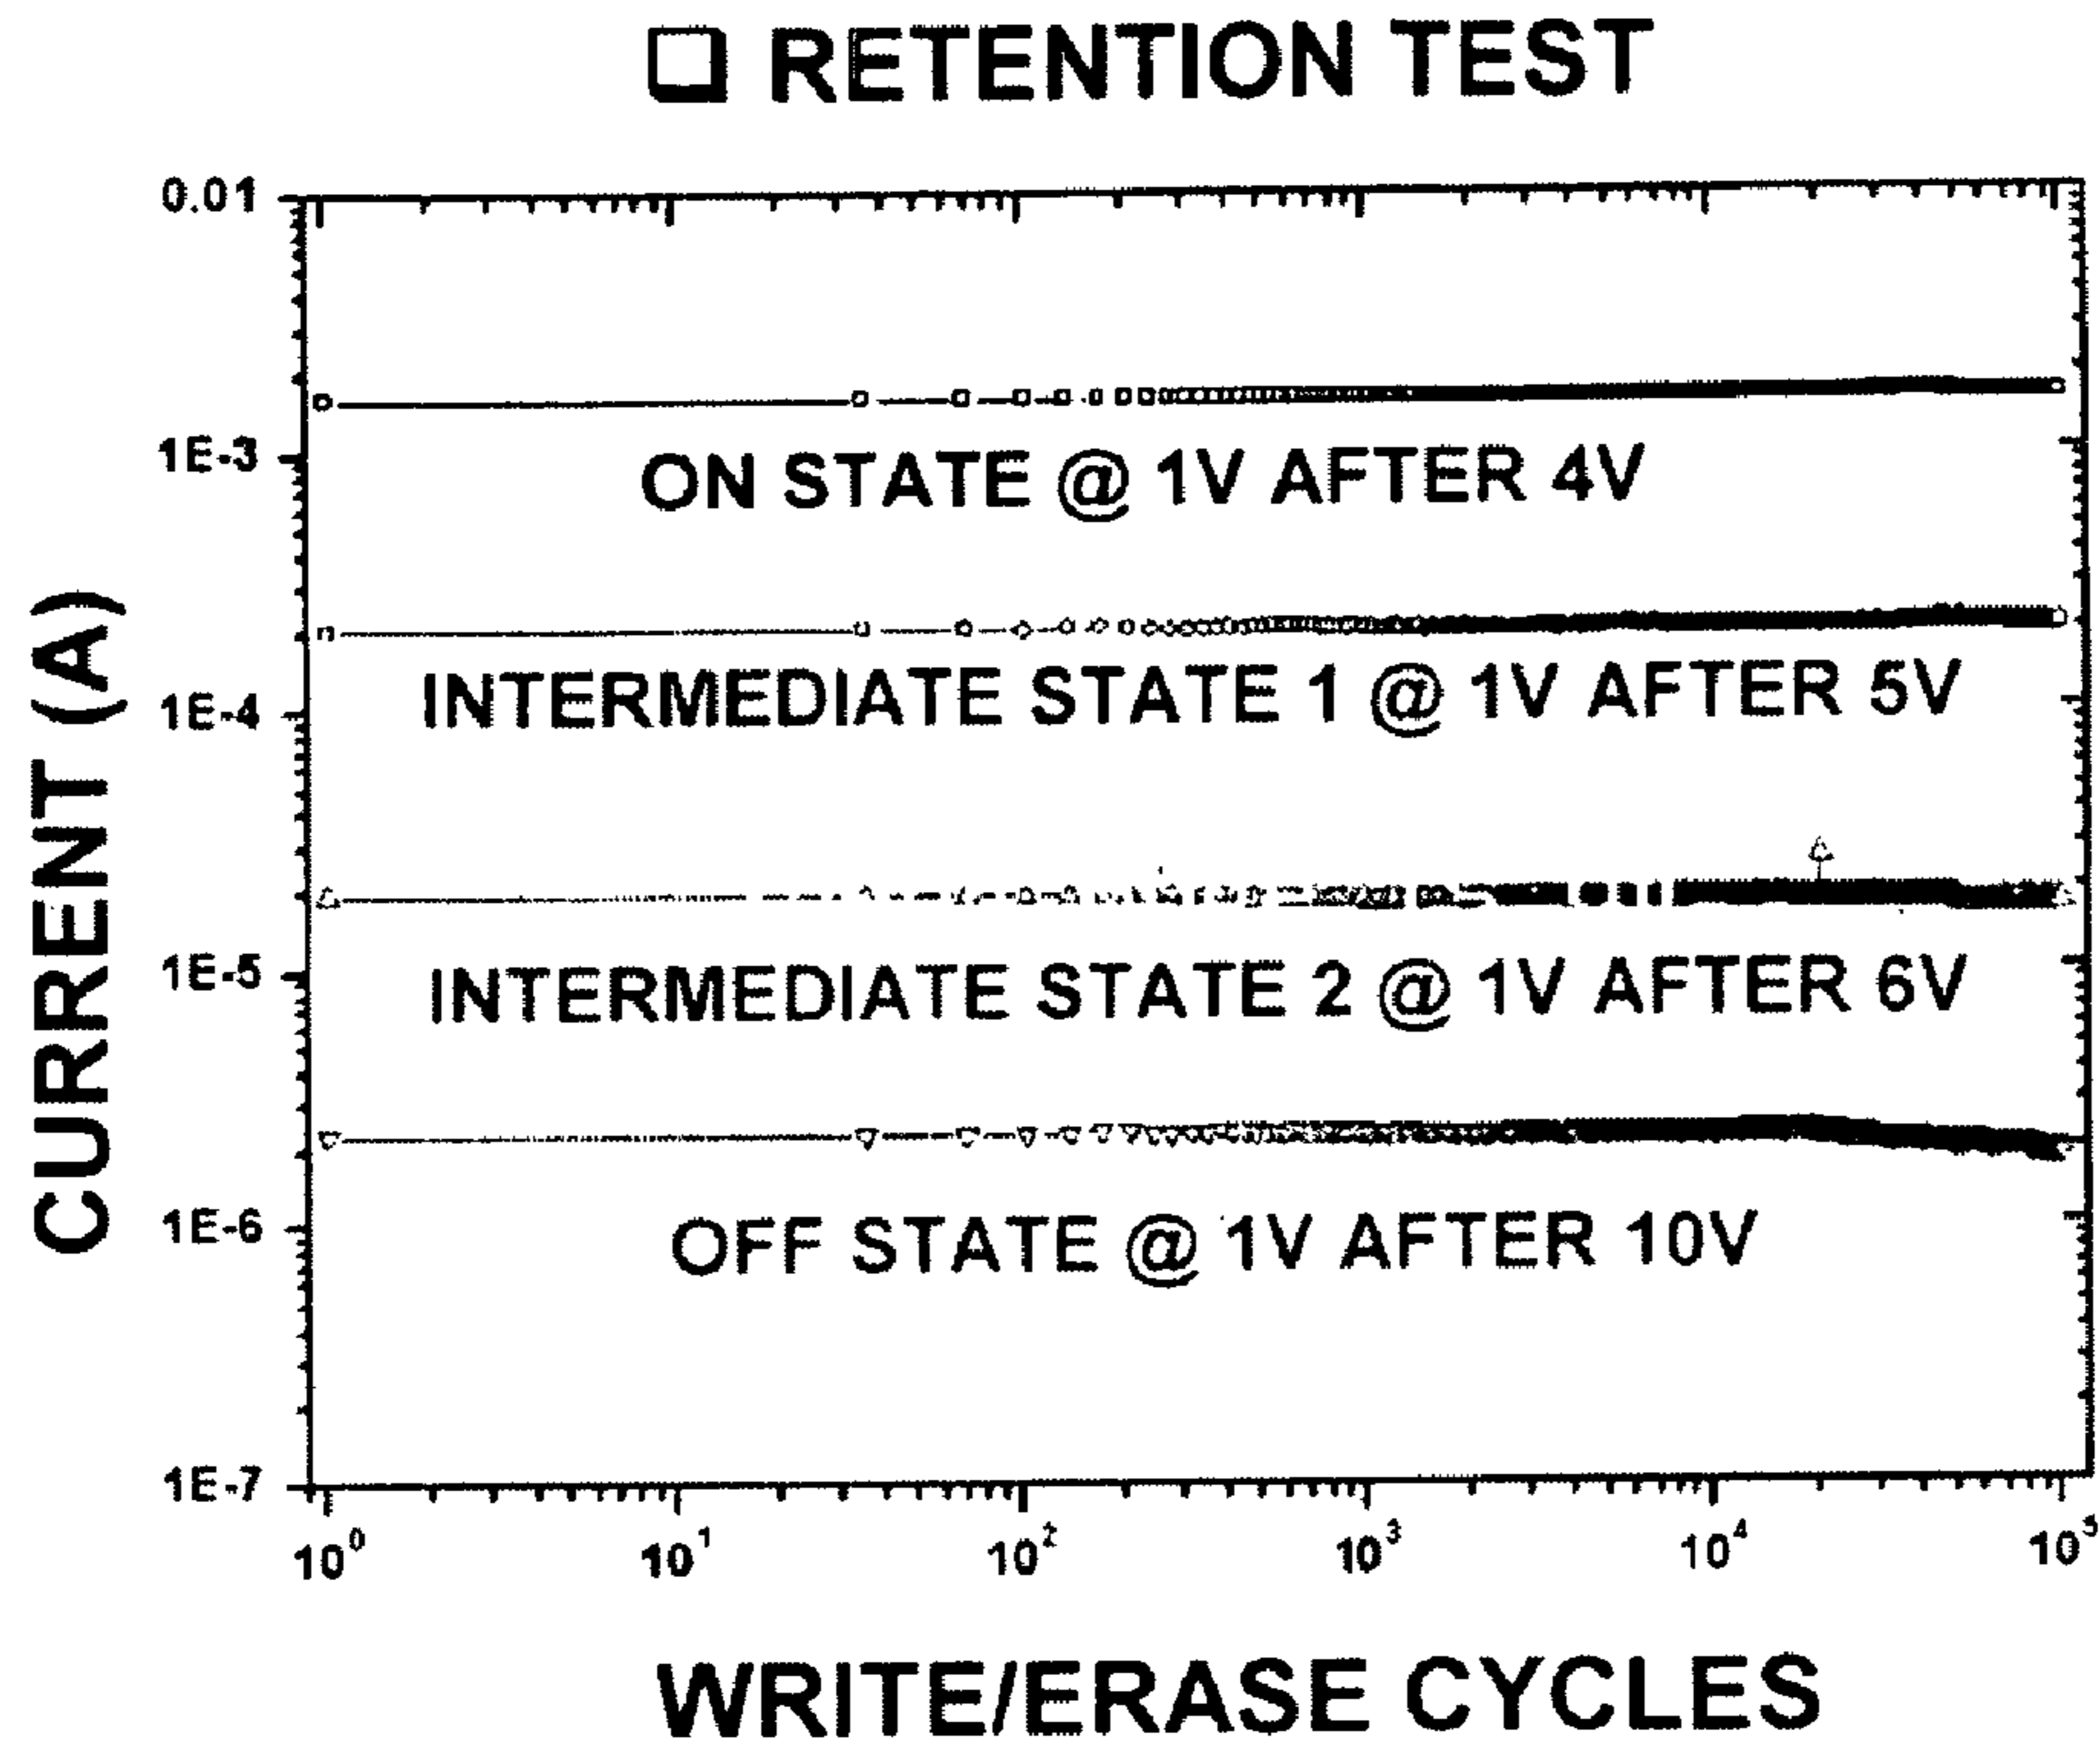 □ RETENTION TEST
0.01
1E-3
ON STATE @ 1V AFTER 4V
INTERMEDIATE STATE 1 @ 1V AFTER 5V
1E-4
1E-5
INTERMEDIATE STATE 2 @ 1V AFTER 6V
1E-6
OFF STATE @ 1V AFTER 10V
1E-7
CURRENT (A)
10⁰ 10¹ 10² 10³ 10⁴ 10⁵
WRITE/ERASE CYCLES